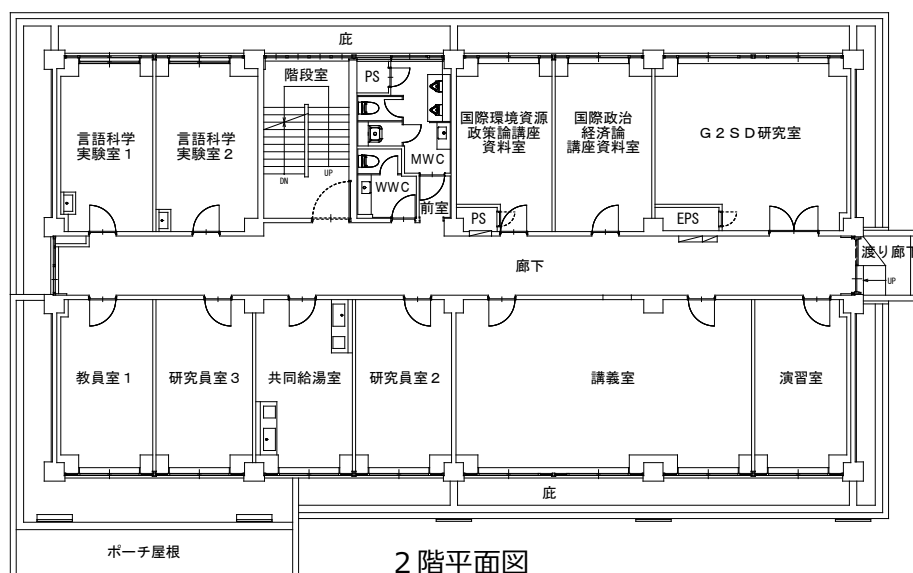 庇
階段室
PS
言語科学
実験室1
言語科学
実験室2
DN
UP
MWC
WWC
前室
国際環境資源
政策論講座
資料室
国際政治
経済論
講座資料室
G2SD研究室
PS
EPS
廊下
渡り廊下
UP
教員室1
研究員室3
共同給湯室
研究員室2
講義室
演習室
庇
ポーチ屋根
2階平面図